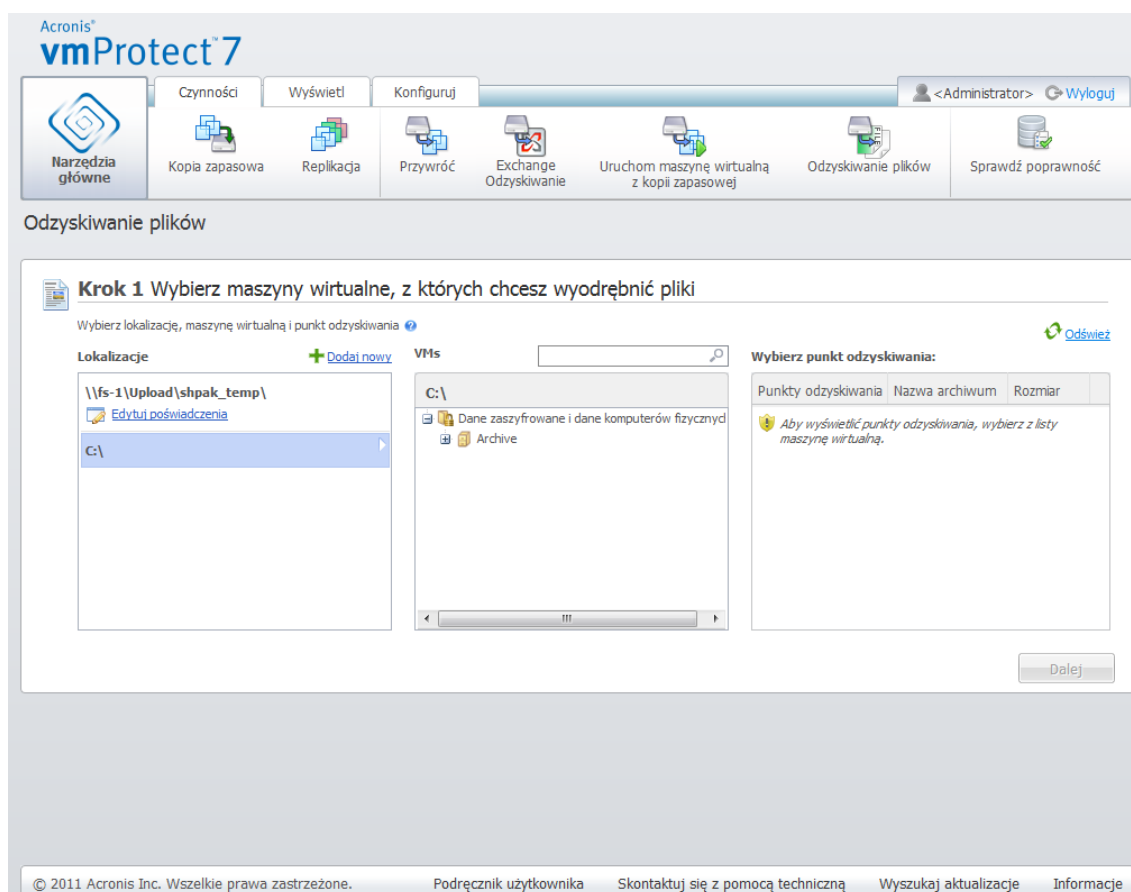 Acronis®
vmProtect™ 7
Czynności
Wyświetl
Konfiguruj
<Administrator>
Wyloguj
Narzędzia
główne
Kopia zapasowa
Replikacja
Przywróć
Exchange
Odzyskiwanie
Uruchom maszynę wirtualną
z kopii zapasowej
Odzyskiwanie plików
Sprawdź poprawność
Odzyskiwanie plików
Krok 1 Wybierz maszyny wirtualne, z których chcesz wyodrębnić pliki
Wybierz lokalizację, maszynę wirtualną i punkt odzyskiwania
Odśwież
Lokalizacje
Dodaj nowy
VMs
Wybierz punkt odzyskiwania:
\\fs-1\Upload\shpak_temp\
Edytuj poświadczenia
C:\
C:\
Dane zaszyfrowane i dane komputerów fizycznycl
Archive
Punkty odzyskiwania
Nazwa archiwum
Rozmiar
Aby wyświetlić punkty odzyskiwania, wybierz z listy
maszynę wirtualną.
Dalej
© 2011 Acronis Inc. Wszelkie prawa zastrzeżone.
Podręcznik użytkownika
Skontaktuj się z pomocą techniczną
Wyszukaj aktualizacje
Informacje